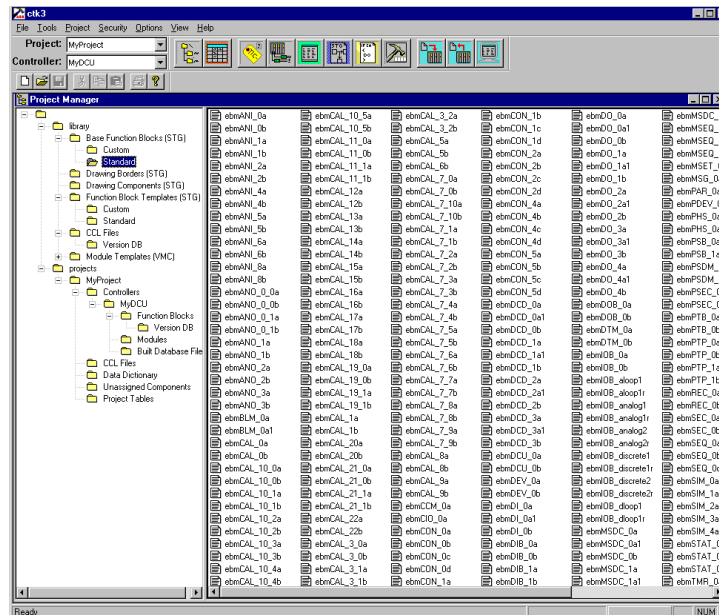 ctk3
File Tools Project Security Options View Help
Project: MyProject
Controller: MyDCU
Project Manager
library
Base Function Blocks (STG)
Custom
Standard
Drawing Borders (STG)
Drawing Components (STG)
Function Block Templates (STG)
Custom
Standard
CCL Files
Version DB
Module Templates (VMC)
projects
MyProject
Controllers
MyDCU
Function Blocks
Version DB
Modules
Built Database File
CCL Files
Data Dictionary
Unassigned Components
Project Tables
ebmANI_0a
ebmANI_0b
ebmANI_1a
ebmANI_1b
ebmANI_2a
ebmANI_2b
ebmANI_4a
ebmANI_4b
ebmANI_5a
ebmANI_5b
ebmANI_6a
ebmANI_6b
ebmANI_8a
ebmANI_8b
ebmANO_0_0a
ebmANO_0_0b
ebmANO_0_1a
ebmANO_0_1b
ebmANO_1a
ebmANO_1b
ebmANO_2a
ebmANO_2b
ebmANO_3a
ebmANO_3b
ebmBLM_0a
ebmBLM_0a1
ebmCAL_0a
ebmCAL_0b
ebmCAL_10_0a
ebmCAL_10_0b
ebmCAL_10_1a
ebmCAL_10_1b
ebmCAL_10_2a
ebmCAL_10_2b
ebmCAL_10_3a
ebmCAL_10_3b
ebmCAL_10_4a
ebmCAL_10_4b
ebmCAL_10_5a
ebmCAL_10_5b
ebmCAL_11_0a
ebmCAL_11_0b
ebmCAL_11_1a
ebmCAL_11_1b
ebmCAL_12a
ebmCAL_12b
ebmCAL_13a
ebmCAL_13b
ebmCAL_14a
ebmCAL_14b
ebmCAL_15a
ebmCAL_15b
ebmCAL_16a
ebmCAL_16b
ebmCAL_17a
ebmCAL_17b
ebmCAL_18a
ebmCAL_18b
ebmCAL_19_0a
ebmCAL_19_0b
ebmCAL_19_1a
ebmCAL_19_1b
ebmCAL_1a
ebmCAL_1b
ebmCAL_20a
ebmCAL_20b
ebmCAL_21_0a
ebmCAL_21_0b
ebmCAL_21_1a
ebmCAL_21_1b
ebmCAL_22a
ebmCAL_22b
ebmCAL_3_0a
ebmCAL_3_0b
ebmCAL_3_1a
ebmCAL_3_1b
ebmCAL_3_2a
ebmCAL_3_2b
ebmCAL_5a
ebmCAL_5b
ebmCAL_6a
ebmCAL_6b
ebmCAL_7_0a
ebmCAL_7_0b
ebmCAL_7_10a
ebmCAL_7_10b
ebmCAL_7_1a
ebmCAL_7_1b
ebmCAL_7_2a
ebmCAL_7_2b
ebmCAL_7_3a
ebmCAL_7_3b
ebmCAL_7_4a
ebmCAL_7_4b
ebmCAL_7_5a
ebmCAL_7_5b
ebmCAL_7_6a
ebmCAL_7_6b
ebmCAL_7_7a
ebmCAL_7_7b
ebmCAL_7_8a
ebmCAL_7_8b
ebmCAL_7_9a
ebmCAL_7_9b
ebmCAL_8a
ebmCAL_8b
ebmCAL_9a
ebmCAL_9b
ebmCCM_0a
ebmCIO_0a
ebmCON_0a
ebmCON_0b
ebmCON_0c
ebmCON_0d
ebmCON_1a
ebmCON_1b
ebmCON_1c
ebmCON_1d
ebmCON_2a
ebmCON_2b
ebmCON_2c
ebmCON_2d
ebmCON_4a
ebmCON_4b
ebmCON_4c
ebmCON_4d
ebmCON_5a
ebmCON_5b
ebmCON_5c
ebmCON_5d
ebmDCD_0a
ebmDCD_0a1
ebmDCD_0b
ebmDCD_1a
ebmDCD_1a1
ebmDCD_1b
ebmDCD_2a
ebmDCD_2a1
ebmDCD_2b
ebmDCD_3a
ebmDCD_3a1
ebmDCD_3b
ebmDCU_0a
ebmDCU_0b
ebmDEV_0a
ebmDEV_0b
ebmDI_0a
ebmDI_0a1
ebmDI_0b
ebmDIB_0a
ebmDIB_0b
ebmDIB_1a
ebmDIB_1b
ebmDO_0a
ebmDO_0a1
ebmDO_0b
ebmDO_1a
ebmDO_1a1
ebmDO_1b
ebmDO_2a
ebmDO_2a1
ebmDO_2b
ebmDO_3a
ebmDO_3a1
ebmDO_3b
ebmDO_4a
ebmDO_4a1
ebmDO_4b
ebmDOB_0a
ebmDOB_0b
ebmDTM_0a
ebmDTM_0b
ebmIOB_0a
ebmIOB_0b
ebmIOB_aloop1
ebmIOB_aloop1r
ebmIOB_analog1
ebmIOB_analog1r
ebmIOB_analog2
ebmIOB_analog2r
ebmIOB_discrete1
ebmIOB_discrete1r
ebmIOB_discrete2
ebmIOB_discrete2r
ebmIOB_dloop1
ebmIOB_dloop1r
ebmMSDC_0a
ebmMSDC_0a1
ebmMSDC_0b
ebmMSDC_1a
ebmMSDC_1a1
ebmMSDC_
ebmMSEQ_
ebmMSEQ_
ebmMSEQ_
ebmMSET_
Ready
NUM